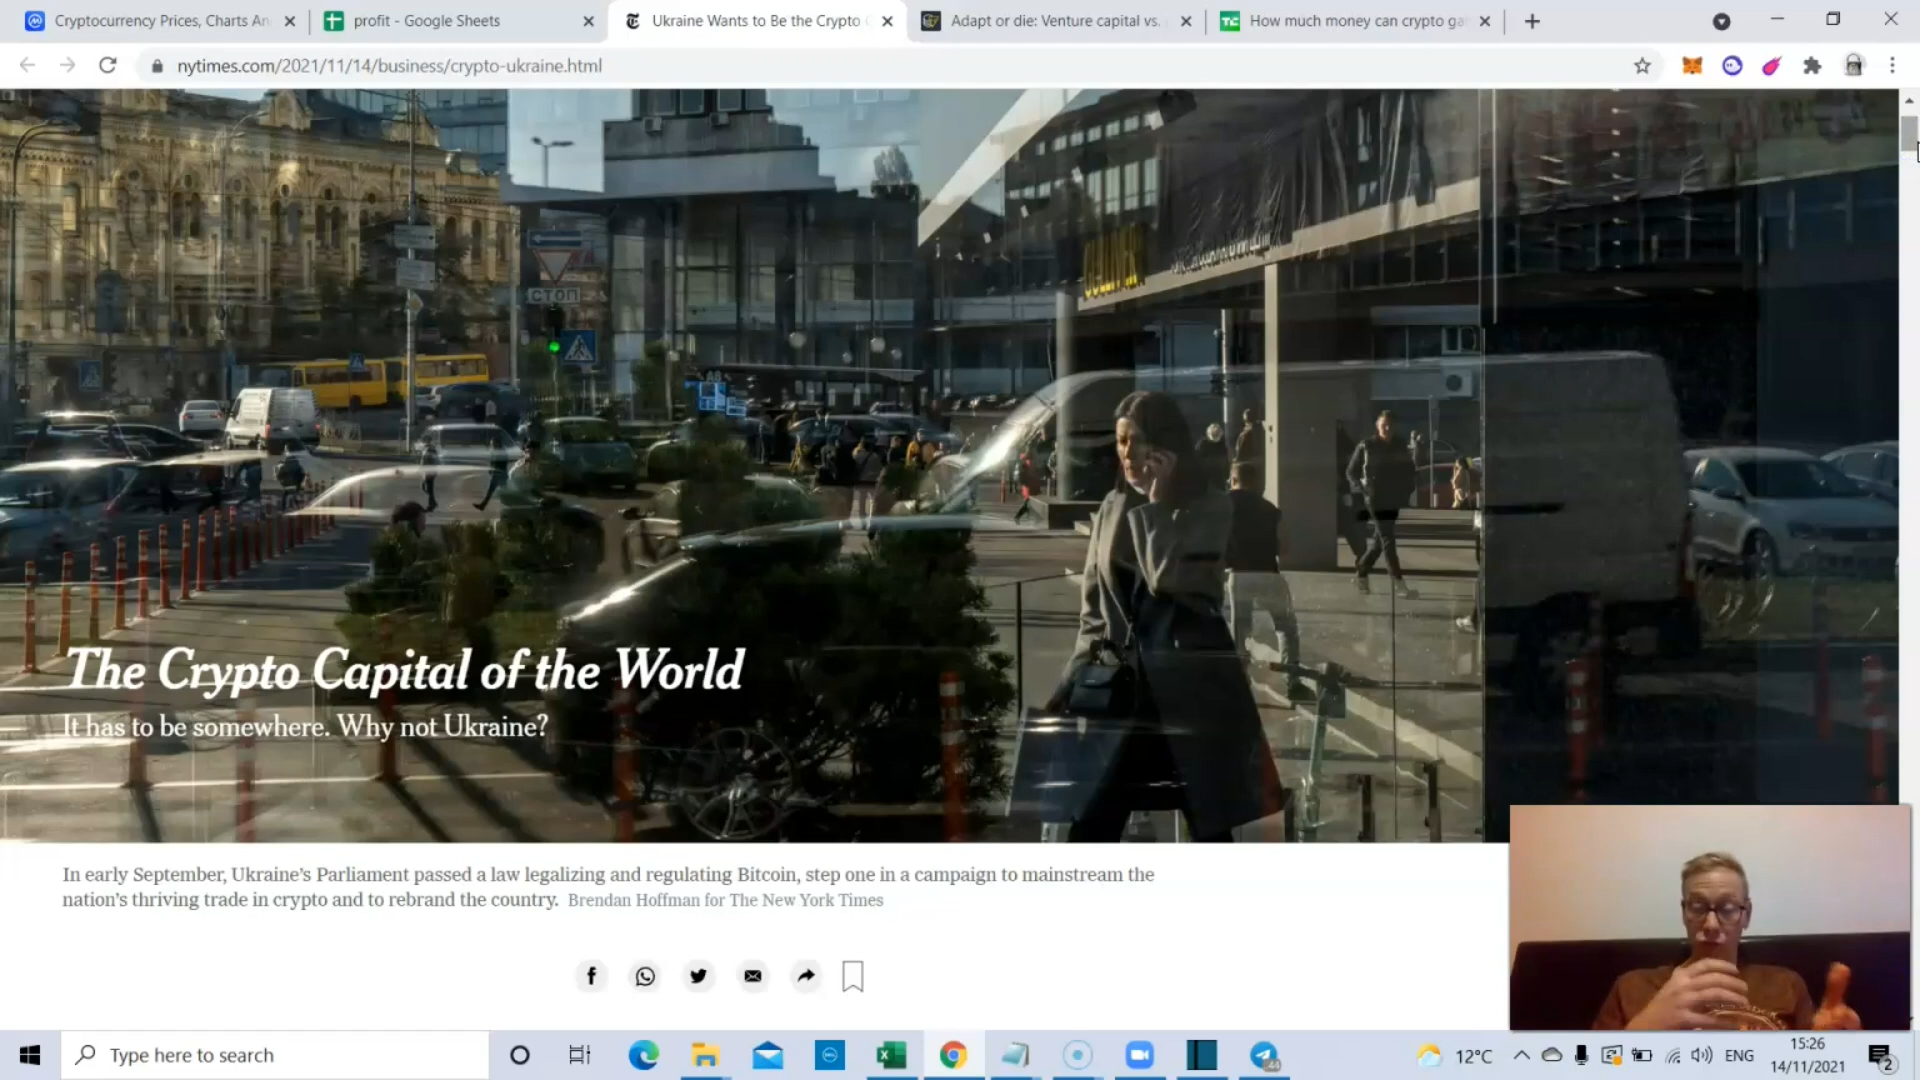 Cryptocurrency Prices, Charts An
profit - Google Sheets
Ukraine Wants to Be the Crypto
Adapt or die: Venture capital vs.
How much money can crypto ga
nytimes.com/2021/11/14/business/crypto-ukraine.html
СТОП
The Crypto Capital of the World
It has to be somewhere. Why not Ukraine?
In early September, Ukraine's Parliament passed a law legalizing and regulating Bitcoin, step one in a campaign to mainstream the
nation's thriving trade in crypto and to rebrand the country. Brendan Hoffman for The New York Times
Type here to search
12°C
ENG
15:26
14/11/2021
2